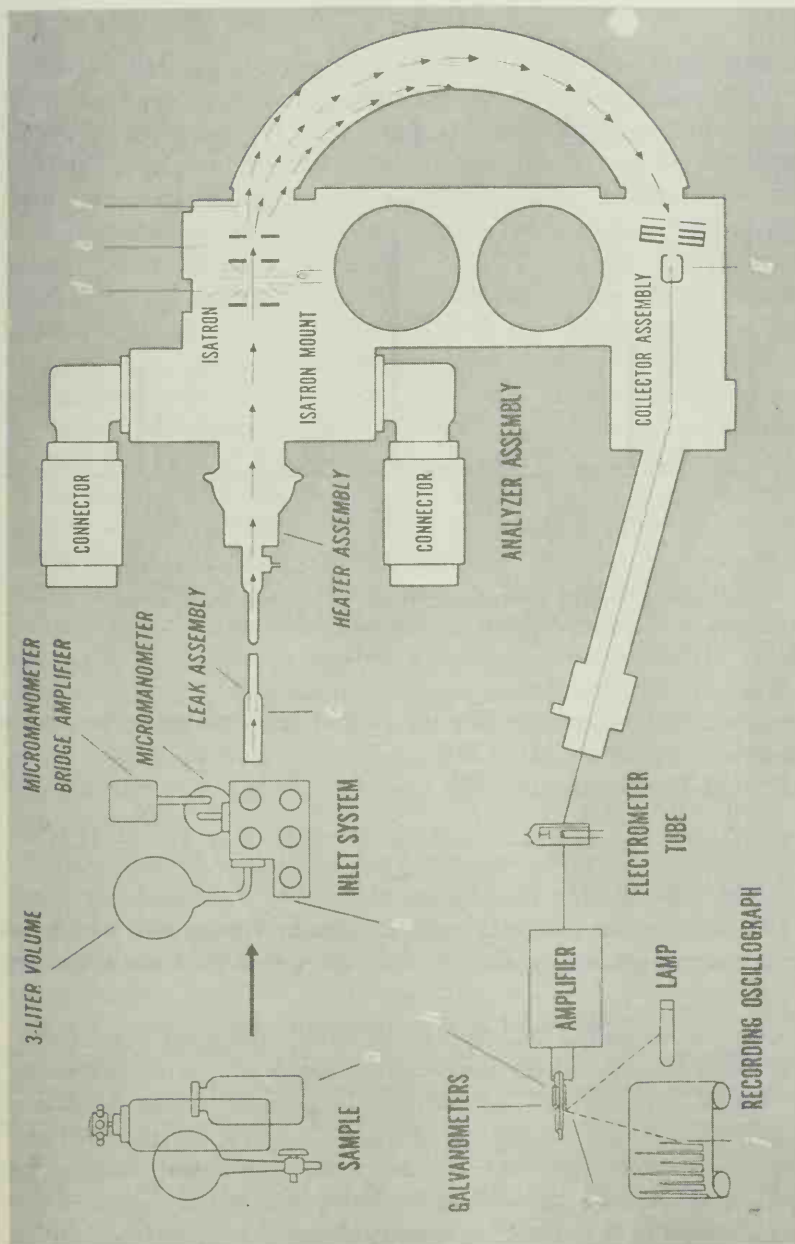 3-LITER VOLUME
MICROMANOMETER
BRIDGE AMPLIFIER
MICROMANOMETER
LEAK ASSEMBLY
HEATER ASSEMBLY
CONNECTOR
CONNECTOR
ISATRON
ISATRON MOUNT
d
e
f
SAMPLE
a
INLET SYSTEM
b
c
ANALYZER ASSEMBLY
COLLECTOR ASSEMBLY
g
GALVANOMETERS
h
AMPLIFIER
ELECTROMETER
TUBE
LAMP
RECORDING OSCILLOGRAPH